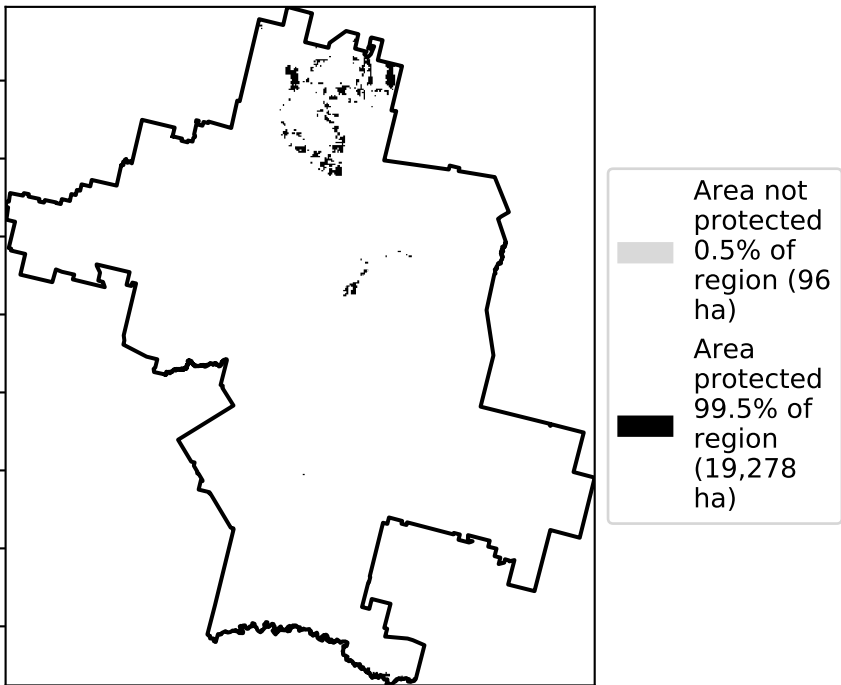 Area not
protected
0.5% of
region (96
ha)
Area
protected
99.5% of
region
(19,278
ha)